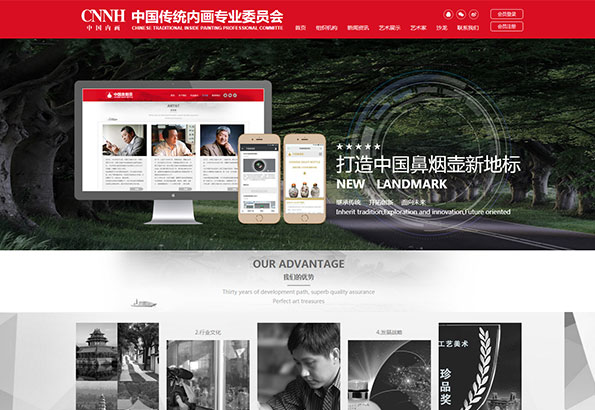 CNNH
中国内画
中国传统内画专业委员会
CHINESE TRADITIONAL INSIDE PAINTING PROFESSIONAL COMMITTE
会员登录
会员注册
首页 组织机构 新闻资讯 艺术展示 艺术家 沙龙 联系我们
★★★★★
打造中国鼻烟壶新地标
NEW LANDMARK
继承传统 开拓创新 面向未来
Inherit tradition,Exploration and innovation,Future oriented
OUR ADVANTAGE
我们的优势
Thirty years of development path, superb quality assurance
Perfect art treasures
2.行业文化
4.发展战略
工艺美术
珍品奖